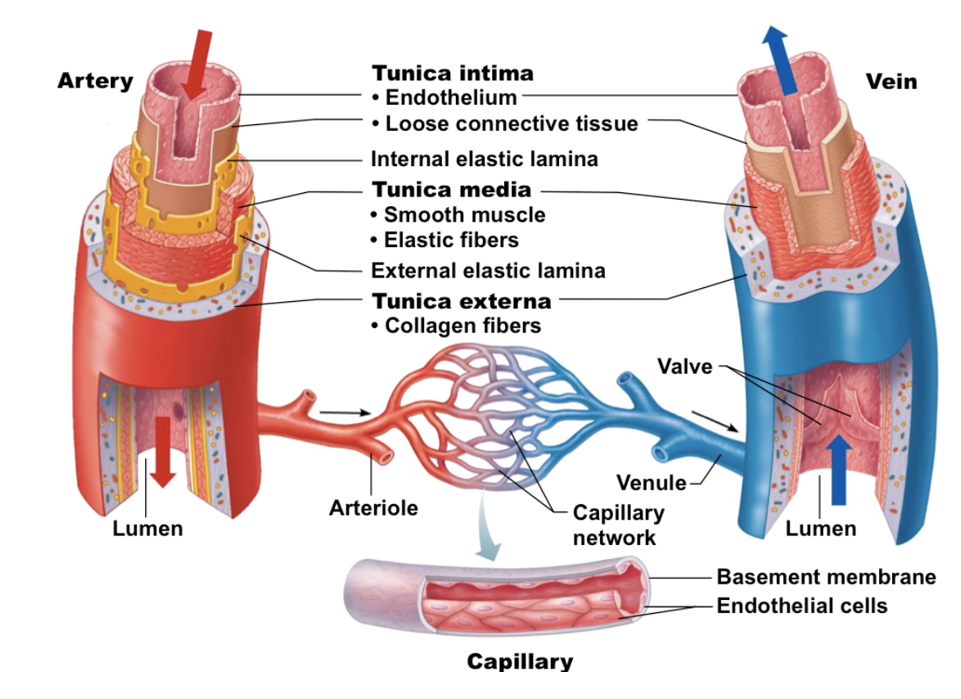 Artery
Tunica intima
• Endothelium
• Loose connective tissue
Internal elastic lamina
Tunica media
• Smooth muscle
• Elastic fibers
External elastic lamina
Tunica externa
• Collagen fibers
Vein
Valve
Venule
Lumen
Arteriole
Capillary
network
Lumen
Basement membrane
Endothelial cells
Capillary